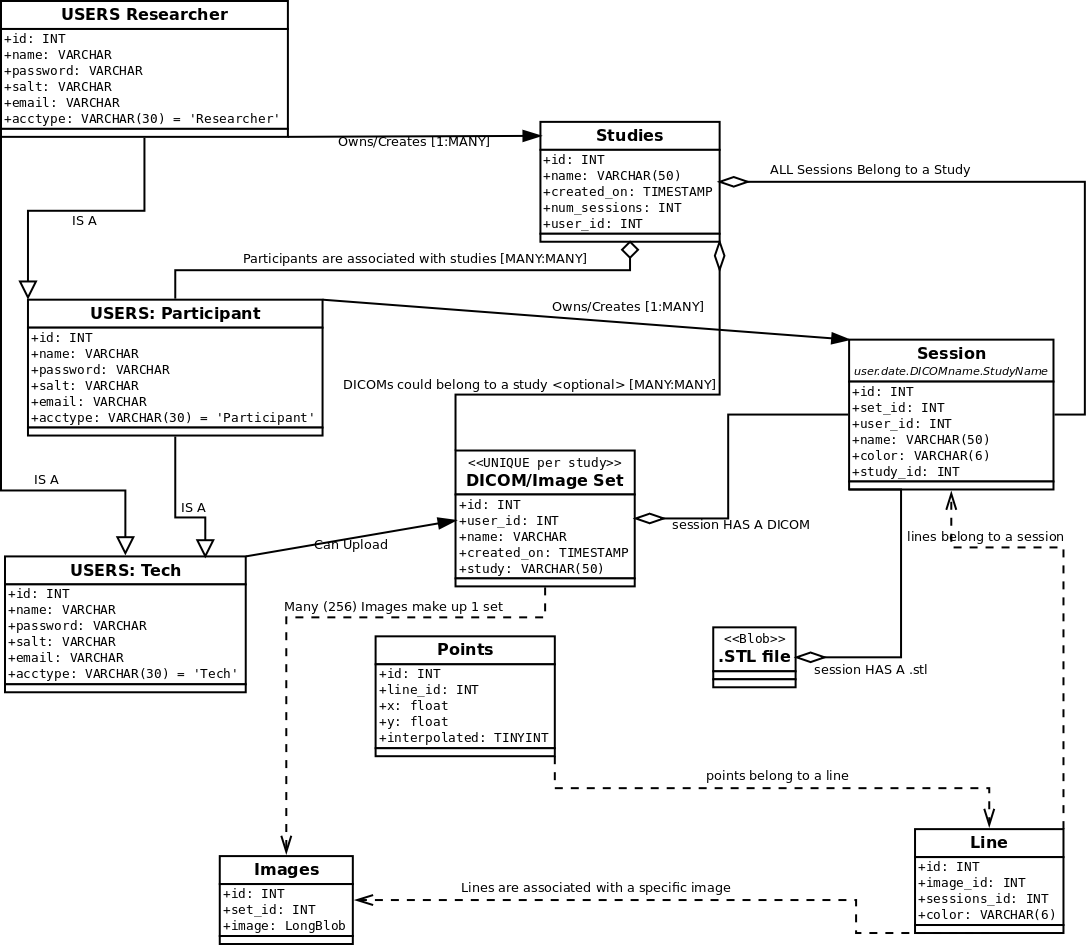 USERS Researcher
+id: INT
+name: VARCHAR
+password: VARCHAR
+salt: VARCHAR
+email: VARCHAR
+acctype: VARCHAR(30) = 'Researcher'
Owns/Creates [1:MANY]
Studies
+id: INT
+name: VARCHAR(50)
+created_on: TIMESTAMP
+num_sessions: INT
+user_id: INT
ALL Sessions Belong to a Study
IS A
Participants are associated with studies [MANY:MANY]
USERS: Participant
+id: INT
+name: VARCHAR
+password: VARCHAR
+salt: VARCHAR
+email: VARCHAR
+acctype: VARCHAR(30) = 'Participant'
Owns/Creates [1:MANY]
Session
user.date.DICOMname.StudyName
+id: INT
+set_id: INT
+user_id: INT
+name: VARCHAR(50)
+color: VARCHAR(6)
+study_id: INT
DICOMs could belong to a study <optional> [MANY:MANY]
<<UNIQUE per study>>
DICOM/Image Set
+id: INT
+user_id: INT
+name: VARCHAR
+created_on: TIMESTAMP
+study: VARCHAR(50)
session HAS A DICOM
lines belong to a session
IS A
IS A
Can Upload
USERS: Tech
+id: INT
+name: VARCHAR
+password: VARCHAR
+salt: VARCHAR
+email: VARCHAR
+acctype: VARCHAR(30) = 'Tech'
Many (256) Images make up 1 set
Points
+id: INT
+line_id: INT
+x: float
+y: float
+interpolated: TINYINT
<<Blob>>
.STL file
session HAS A .stl
points belong to a line
Line
+id: INT
+image_id: INT
+sessions_id: INT
+color: VARCHAR(6)
Lines are associated with a specific image
Images
+id: INT
+set_id: INT
+image: LongBlob